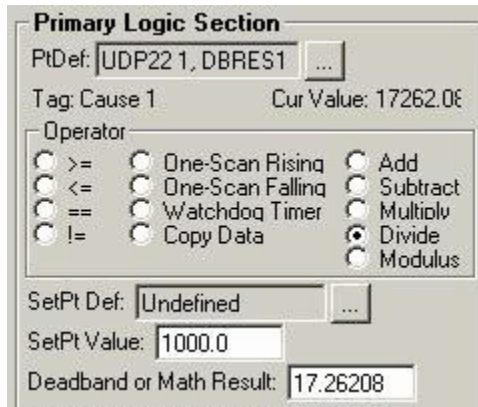 Primary Logic Section
PtDef: UDP22 1, DBRES1 ...
Tag: Cause 1 Cur Value: 17262.08
Operator
>= One-Scan Rising Add
<= One-Scan Falling Subtract
== Watchdog Timer Multiply
!= Copy Data Divide
Modulus
SetPt Def: Undefined ...
SetPt Value: 1000.0
Deadband or Math Result: 17.26208